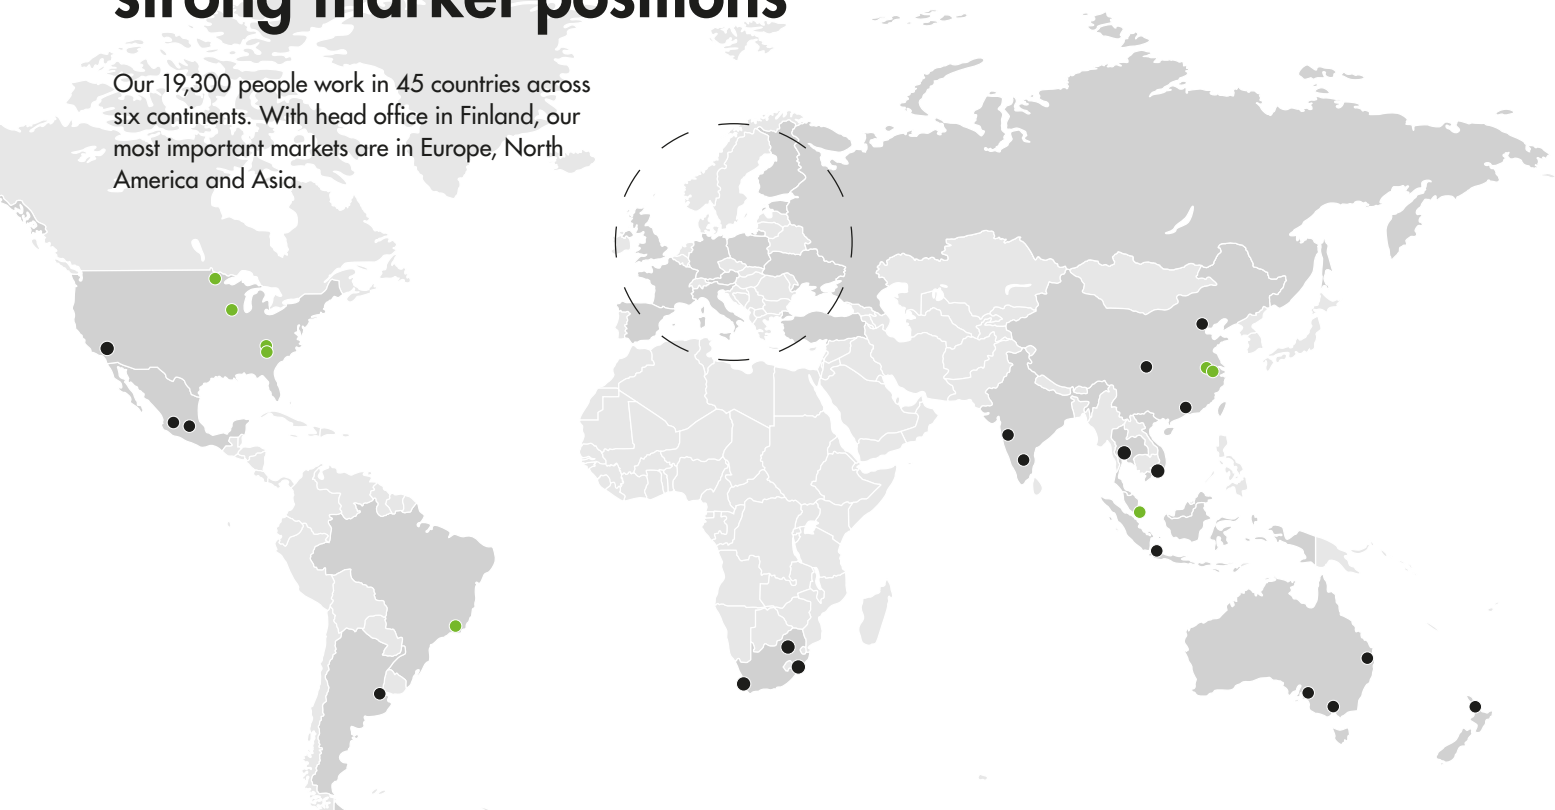 strong market positions
Our 19,300 people work in 45 countries across
six continents. With head office in Finland, our
most important markets are in Europe, North
America and Asia.